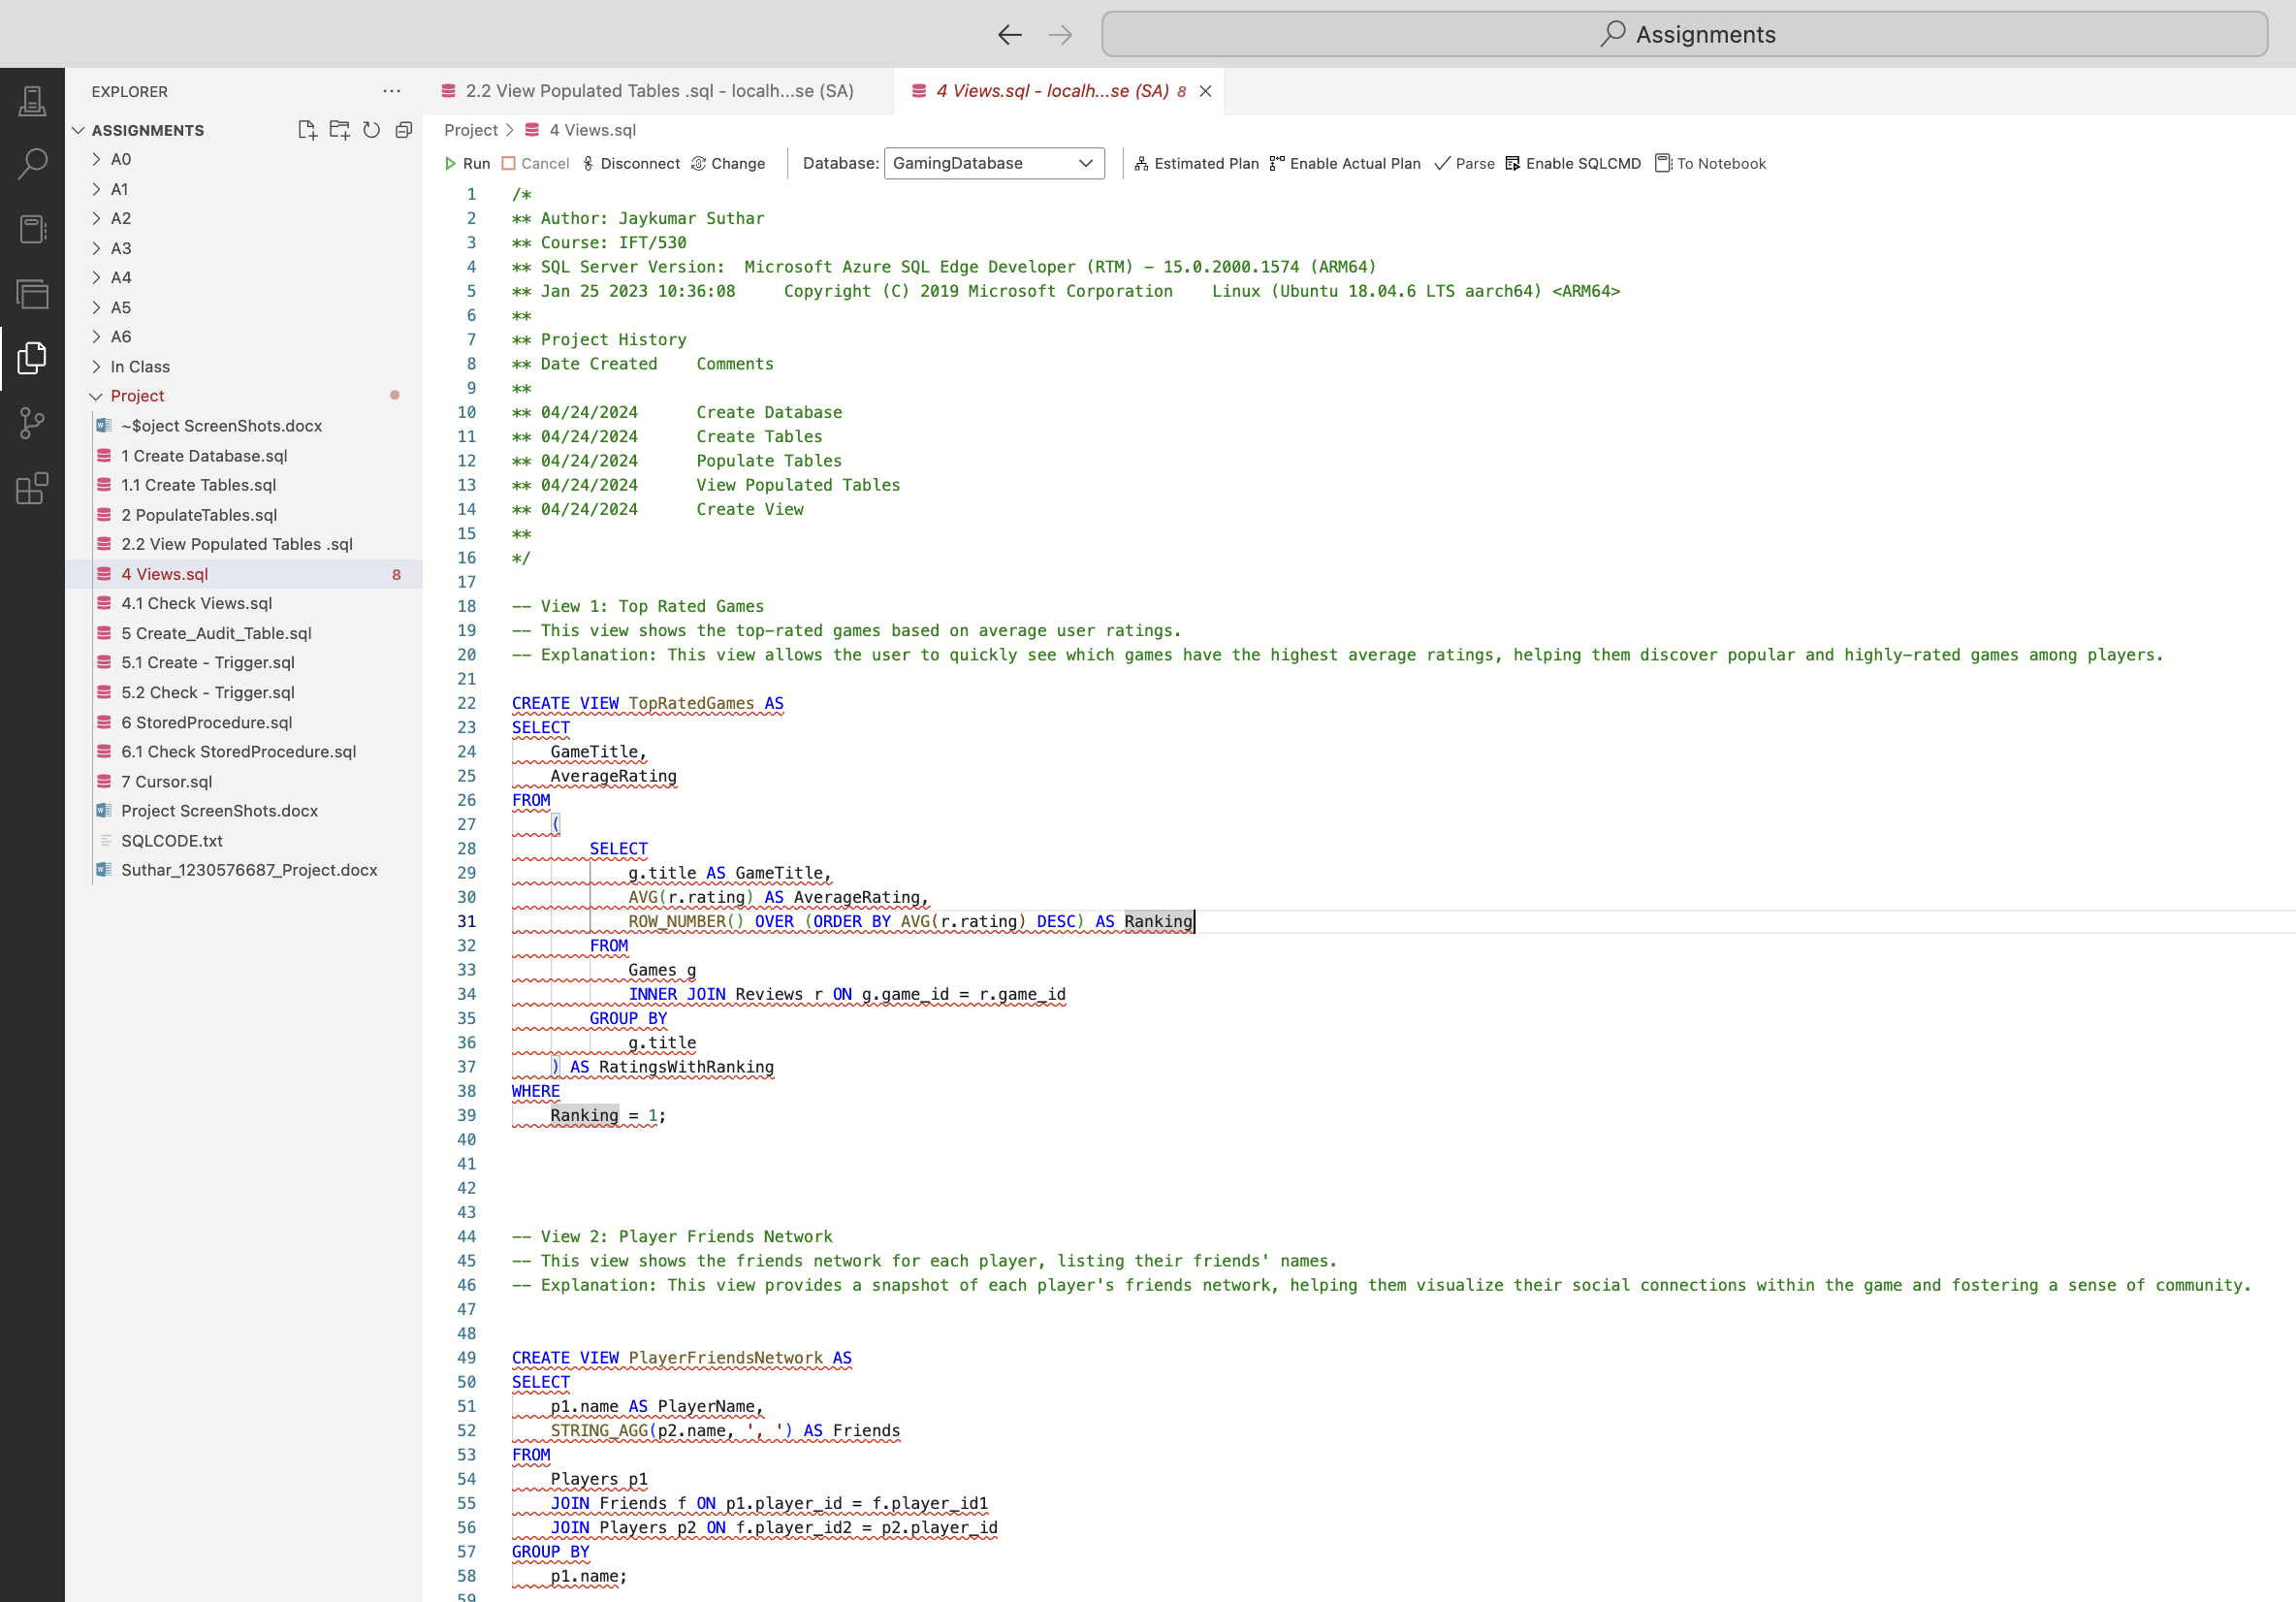 Assignments
EXPLORER
ASSIGNMENTS
A0
A1
A2
A3
A4
A5
A6
In Class
Project
~$oject ScreenShots.docx
1 Create Database.sql
1.1 Create Tables.sql
2 PopulateTables.sql
2.2 View Populated Tables .sql
4 Views.sql 8
4.1 Check Views.sql
5 Create_Audit_Table.sql
5.1 Create - Trigger.sql
5.2 Check - Trigger.sql
6 StoredProcedure.sql
6.1 Check StoredProcedure.sql
7 Cursor.sql
Project ScreenShots.docx
SQLCODE.txt
Suthar_1230576687_Project.docx
2.2 View Populated Tables .sql - localh...se (SA)
4 Views.sql - localh...se (SA) 8
Project > 4 Views.sql
Run Cancel Disconnect Change Database: GamingDatabase Estimated Plan Enable Actual Plan Parse Enable SQLCMD To Notebook
1 /*
2 ** Author: Jaykumar Suthar
3 ** Course: IFT/530
4 ** SQL Server Version:  Microsoft Azure SQL Edge Developer (RTM) - 15.0.2000.1574 (ARM64)
5 ** Jan 25 2023 10:36:08     Copyright (C) 2019 Microsoft Corporation    Linux (Ubuntu 18.04.6 LTS aarch64) <ARM64>
6 **
7 ** Project History
8 ** Date Created    Comments
9 **
10 ** 04/24/2024      Create Database
11 ** 04/24/2024      Create Tables
12 ** 04/24/2024      Populate Tables
13 ** 04/24/2024      View Populated Tables
14 ** 04/24/2024      Create View
15 **
16 */
17
18 -- View 1: Top Rated Games
19 -- This view shows the top-rated games based on average user ratings.
20 -- Explanation: This view allows the user to quickly see which games have the highest average ratings, helping them discover popular and highly-rated games among players.
21
22 CREATE VIEW TopRatedGames AS
23 SELECT
24     GameTitle,
25     AverageRating
26 FROM
27     (
28         SELECT
29             g.title AS GameTitle,
30             AVG(r.rating) AS AverageRating,
31             ROW_NUMBER() OVER (ORDER BY AVG(r.rating) DESC) AS Ranking
32         FROM
33             Games g
34             INNER JOIN Reviews r ON g.game_id = r.game_id
35         GROUP BY
36             g.title
37     ) AS RatingsWithRanking
38 WHERE
39     Ranking = 1;
40
41
42
43
44 -- View 2: Player Friends Network
45 -- This view shows the friends network for each player, listing their friends' names.
46 -- Explanation: This view provides a snapshot of each player's friends network, helping them visualize their social connections within the game and fostering a sense of community.
47
48
49 CREATE VIEW PlayerFriendsNetwork AS
50 SELECT
51     p1.name AS PlayerName,
52     STRING_AGG(p2.name, ', ') AS Friends
53 FROM
54     Players p1
55     JOIN Friends f ON p1.player_id = f.player_id1
56     JOIN Players p2 ON f.player_id2 = p2.player_id
57 GROUP BY
58     p1.name;
59